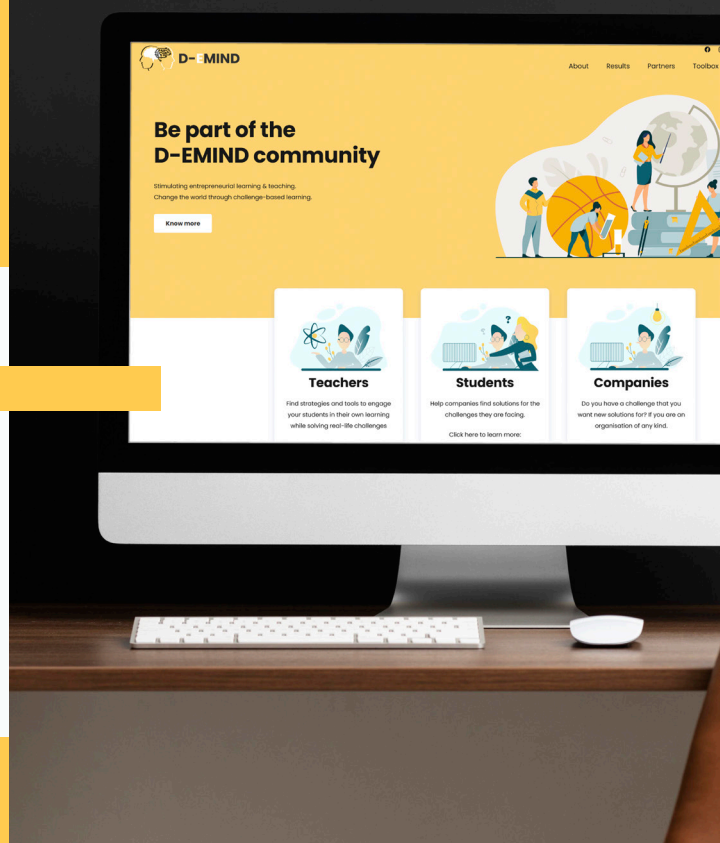 D-EMIND
About Results Partners Toolbox
Be part of the
D-EMIND community
Stimulating entrepreneurial learning & teaching.
Change the world through challenge-based learning.
Know more
?
?
Teachers
Find strategies and tools to engage
your students in their own learning
while solving real-life challenges
Students
Help companies find solutions for the
challenges they are facing.
Click here to learn more:
Companies
Do you have a challenge that you
want new solutions for? If you are an
organisation of any kind.